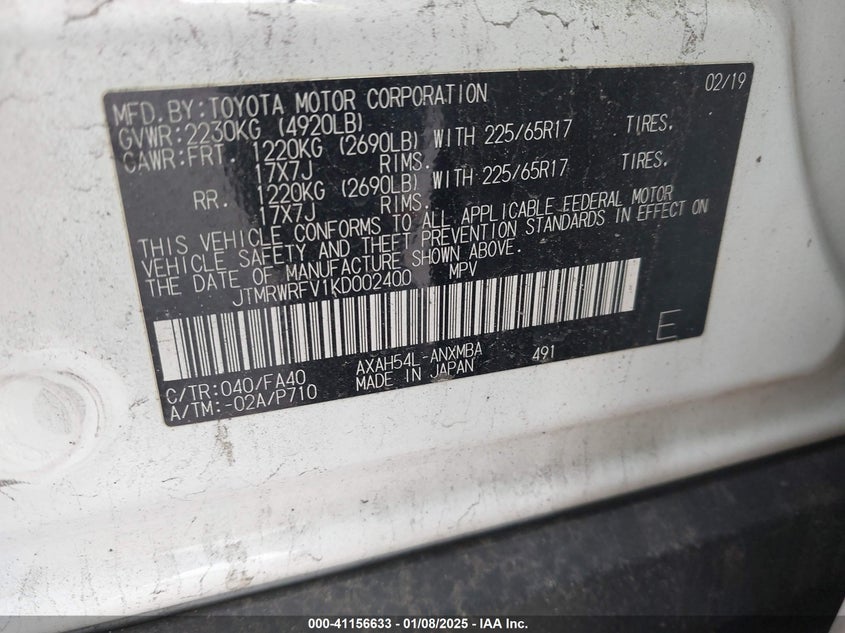 MFD. BY: TOYOTA MOTOR CORPORATION 02/19
GVWR: 2230KG (4920LB)
GAWR: FRT. 1220KG (2690LB) WITH 225/65R17 TIRES.
17X7J RIMS.
RR. 1220KG (2690LB) WITH 225/65R17 TIRES.
17X7J RIMS.
THIS VEHICLE CONFORMS TO ALL APPLICABLE FEDERAL MOTOR
VEHICLE SAFETY AND THEFT PREVENTION STANDARDS IN EFFECT ON
THE DATE OF MANUFACTURE SHOWN ABOVE.
JTMRWRFV1KD002400 MPV
E
C/TR: 040/FA40 AXAH54L-ANXMBA 491
A/TM: -02A/P710 MADE IN JAPAN
000-41156633 - 01/08/2025 - IAA Inc.